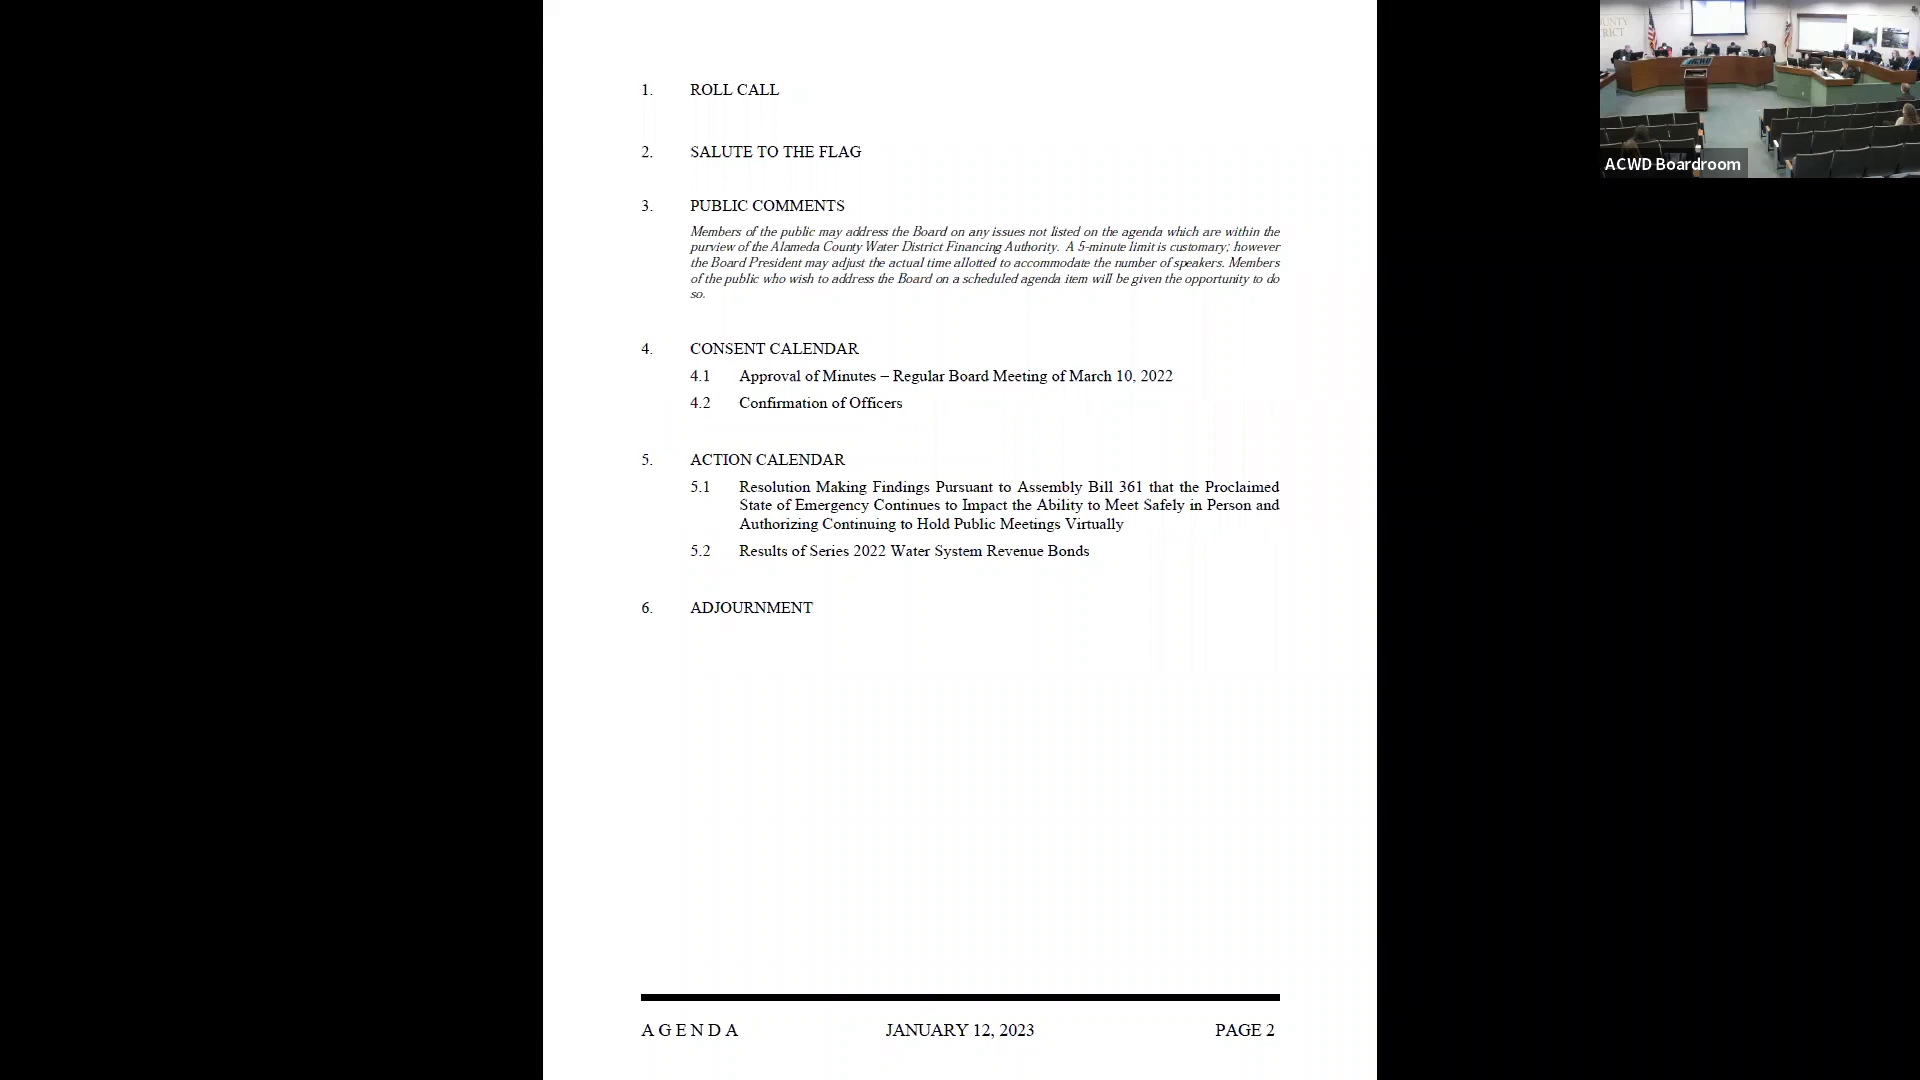 1. ROLL CALL
2. SALUTE TO THE FLAG
3. PUBLIC COMMENTS
Members of the public may address the Board on any issues not listed on the agenda which are within the
purview of the Alameda County Water District Financing Authority. A 5-minute limit is customary; however
the Board President may adjust the actual time allotted to accommodate the number of speakers. Members
of the public who wish to address the Board on a scheduled agenda item will be given the opportunity to do
so.
4. CONSENT CALENDAR
4.1 Approval of Minutes – Regular Board Meeting of March 10, 2022
4.2 Confirmation of Officers
5. ACTION CALENDAR
5.1 Resolution Making Findings Pursuant to Assembly Bill 361 that the Proclaimed
State of Emergency Continues to Impact the Ability to Meet Safely in Person and
Authorizing Continuing to Hold Public Meetings Virtually
5.2 Results of Series 2022 Water System Revenue Bonds
6. ADJOURNMENT
AGENDA JANUARY 12, 2023 PAGE 2
ACWD Boardroom